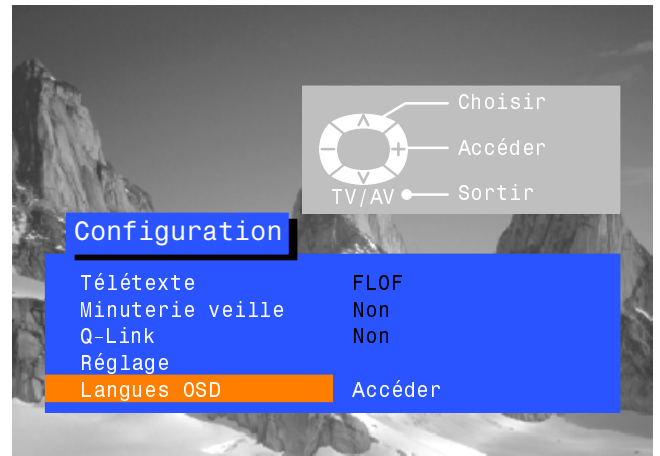 Choisir
Accéder
TV/AV Sortir
Configuration
Télétexte FLOF
Minuterie veille Non
Q-Link Non
Réglage
Langues OSD Accéder